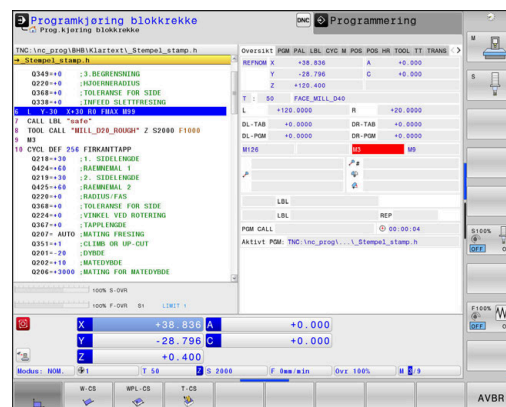 Programkjøring blokkrekke
Prog.kjøring blokkrekke
DNC
Programmering
TNC:\nc_prog\BHB\Klartext\_Stempel_stamp.h
→_Stempel_stamp.h
Q349=+0 ;3.BEGRENSNING
Q220=+0 ;HJORNERADIUS
Q368=+0 ;TOLERANSE FOR SIDE
Q338=+0 ;INFEED SLETTFRESING
6 L Y-30 X+30 R0 FMAX M99
7 CALL LBL "safe"
8 TOOL CALL "MILL_D20_ROUGH" Z S2000 F1000
9 M3
10 CYCL DEF 256 FIRKANTTAPP
Q218=+30 ;1. SIDELENGDE
Q424=+60 ;RAEMNEMAL 1
Q219=+30 ;2. SIDELENGDE
Q425=+60 ;RAEMNEMAL 2
Q220=+0 ;RADIUS/FAS
Q368=+0 ;TOLERANSE FOR SIDE
Q224=+0 ;VINKEL VED ROTERING
Q367=+0 ;TAPPLENGDE
Q207= AUTO ;MATING FRESING
Q351=+1 ;CLIMB OR UP-CUT
Q201=-20 ;DYBDE
Q202=+10 ;MATEDYBDE
Q206=+3000 ;MATING FOR MATEDYBDE
100% S-OVR
100% F-OVR S1 LIMIT 1
Oversikt PGM PAL LBL CYC M POS POS HR TOOL TT TRANS
REFNOM X +38.836 A +0.000
Y -28.796 C +0.000
Z +120.400
T : 50 FACE_MILL_D40
L +120.0000 R +20.0000
DL-TAB +0.0000 DR-TAB +0.0000
DL-PGM +0.0000 DR-PGM +0.0000
M126 M3 M9
P#
LBL
LBL REP
PGM CALL 00:00:04
Aktivt PGM: TNC:\nc_prog\...\_Stempel_stamp.h
X +38.836 A +0.000
Y -28.796 C +0.000
Z +0.400
Modus: NOM. 1 T 50 Z S 2000 F 0mm/min Ovr 100% M 3/9
W-CS
WPL-CS
T-CS
AVBR
M
S
S100%
OFF
F100%
OFF